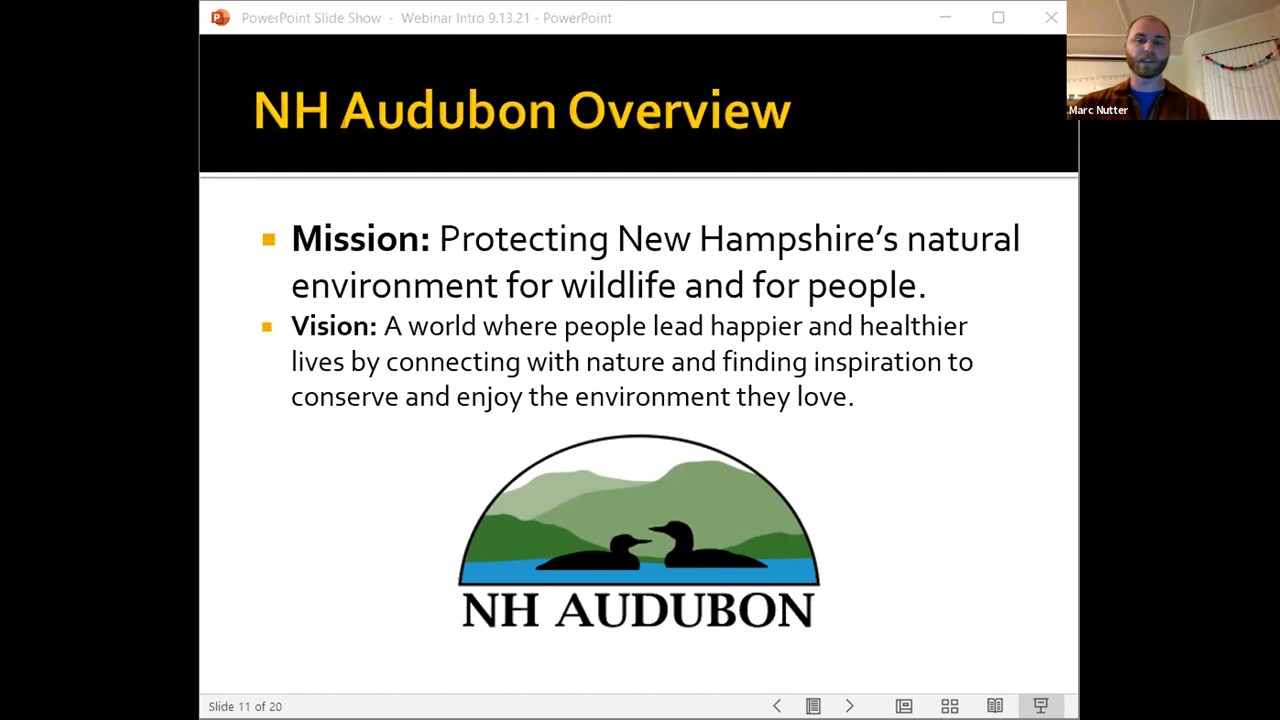 PowerPoint Slide Show - Webinar Intro 9.13.21 - PowerPoint
Marc Nutter
NH Audubon Overview
Mission: Protecting New Hampshire’s natural
environment for wildlife and for people.
Vision: A world where people lead happier and healthier
lives by connecting with nature and finding inspiration to
conserve and enjoy the environment they love.
NH AUDUBON
Slide 11 of 20